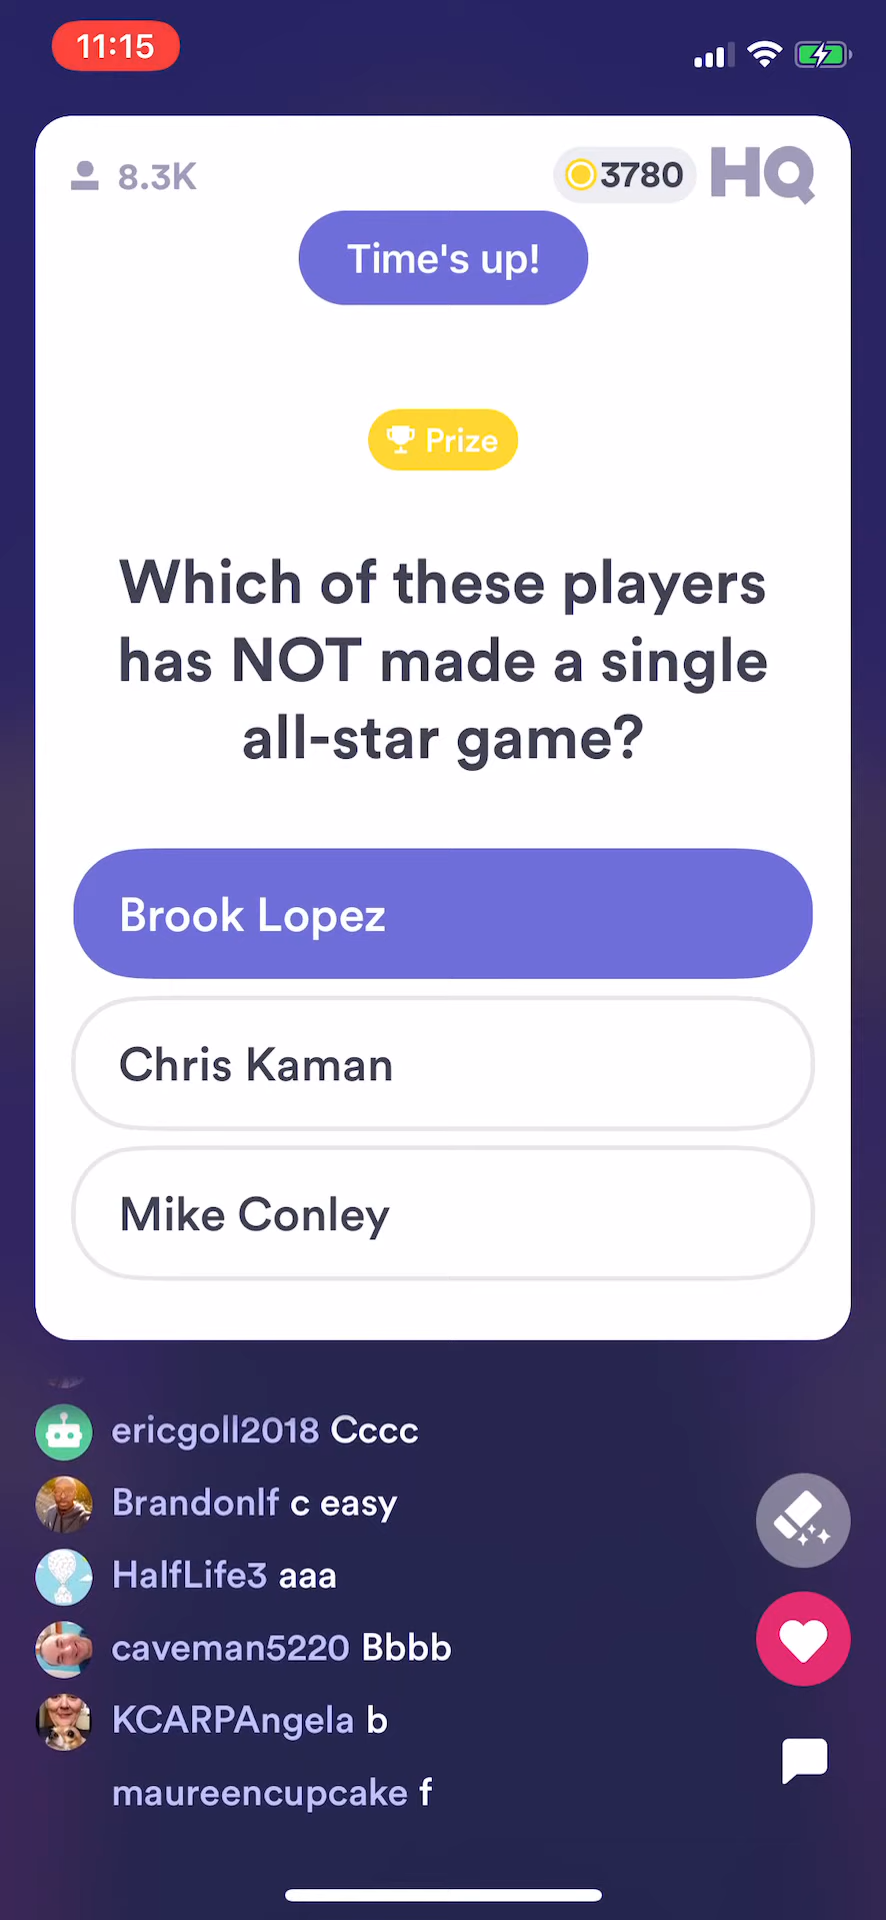 11:15
8.3K
3780 HQ
Time's up!
Prize
Which of these players
has NOT made a single
all-star game?
Brook Lopez
Chris Kaman
Mike Conley
ericgoll2018 Cccc
Brandonlf c easy
HalfLife3 aaa
caveman5220 Bbbb
KCARPAngela b
maureencupcake f